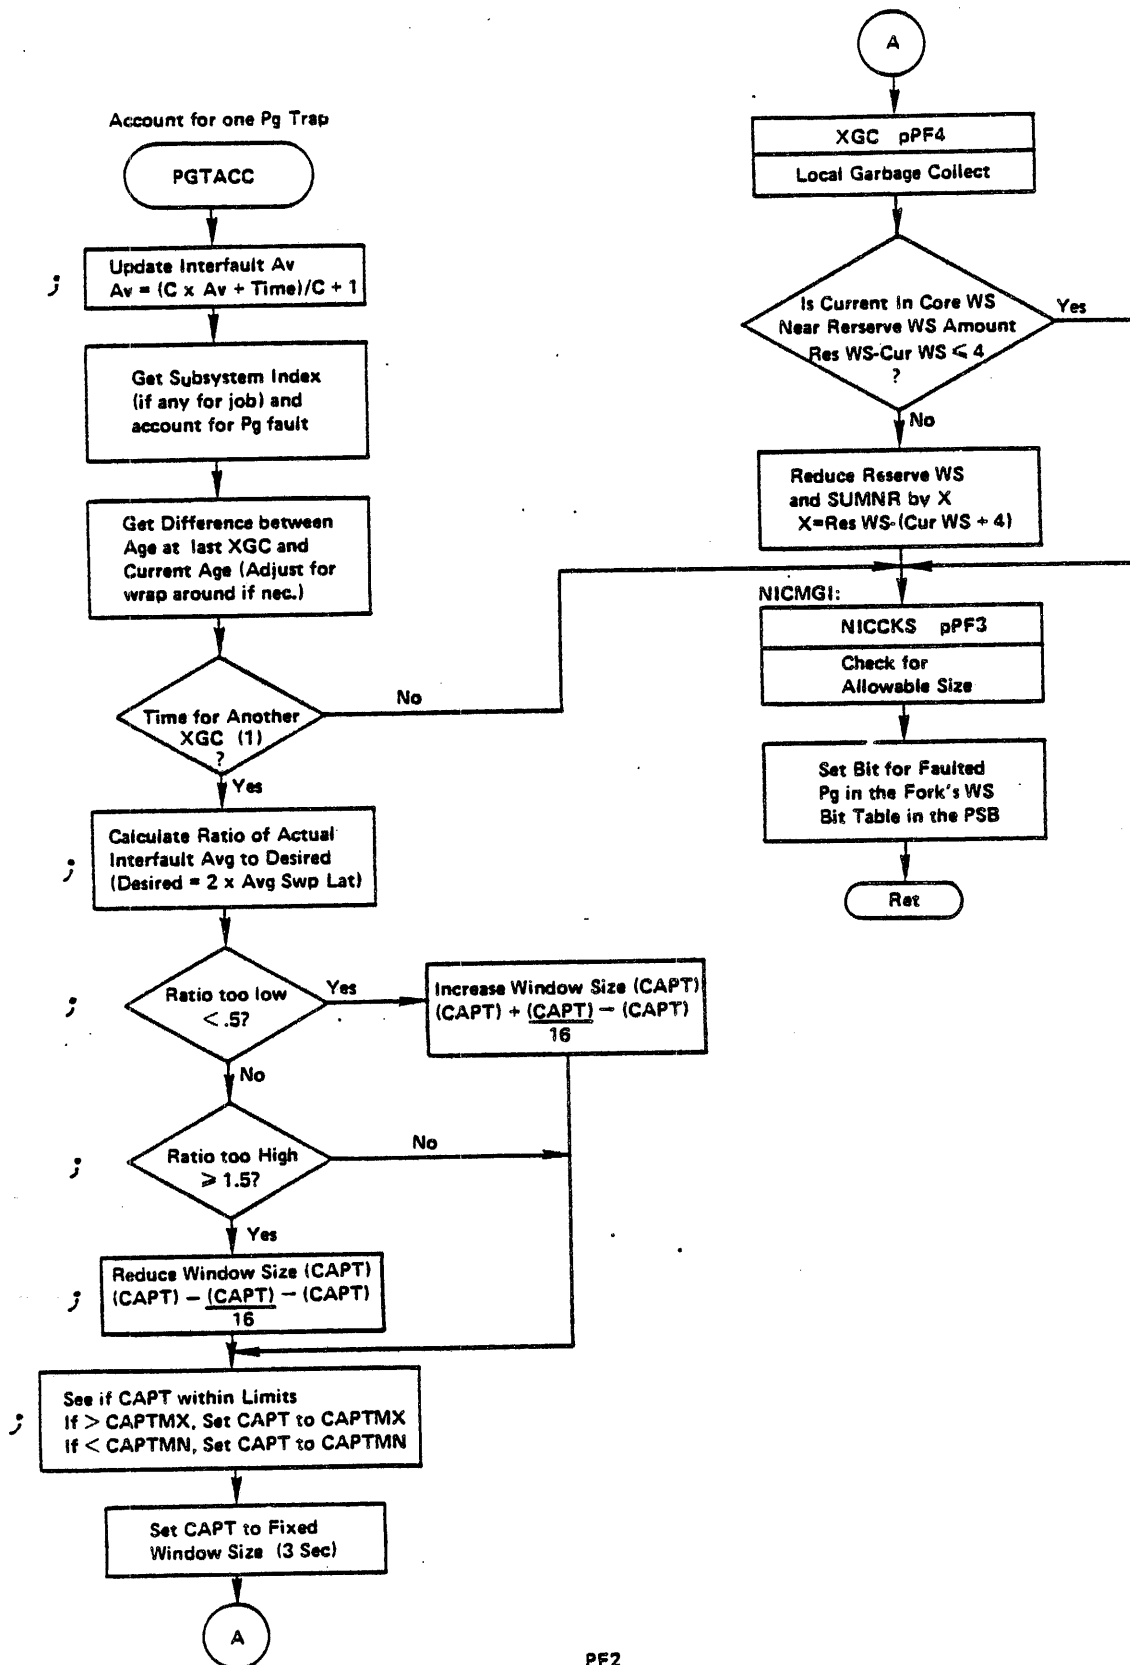 Account for one Pg Trap
PGTACC
;
Update Interfault Av
Av = (C x Av + Time)/C + 1
Get Subsystem Index
(if any for job) and
account for Pg fault
Get Difference between
Age at last XGC and
Current Age (Adjust for
wrap around if nec.)
Time for Another
XGC (1)
?
No
Yes
;
Calculate Ratio of Actual
Interfault Avg to Desired
(Desired = 2 x Avg Swp Lat)
;
Ratio too low
< .5?
Yes
Increase Window Size (CAPT)
(CAPT) + (CAPT) − (CAPT)
16
No
;
Ratio too High
⩾ 1.5?
No
Yes
;
Reduce Window Size (CAPT)
(CAPT) − (CAPT) − (CAPT)
16
;
See if CAPT within Limits
If > CAPTMX, Set CAPT to CAPTMX
If < CAPTMN, Set CAPT to CAPTMN
Set CAPT to Fixed
Window Size (3 Sec)
A
A
XGC pPF4
Local Garbage Collect
Is Current In Core WS
Near Rerserve WS Amount
Res WS-Cur WS ⩽ 4
?
Yes
No
Reduce Reserve WS
and SUMNR by X
X=Res WS-(Cur WS + 4)
NICMGI:
NICCKS pPF3
Check for
Allowable Size
Set Bit for Faulted
Pg in the Fork's WS
Bit Table in the PSB
Ret
PF2